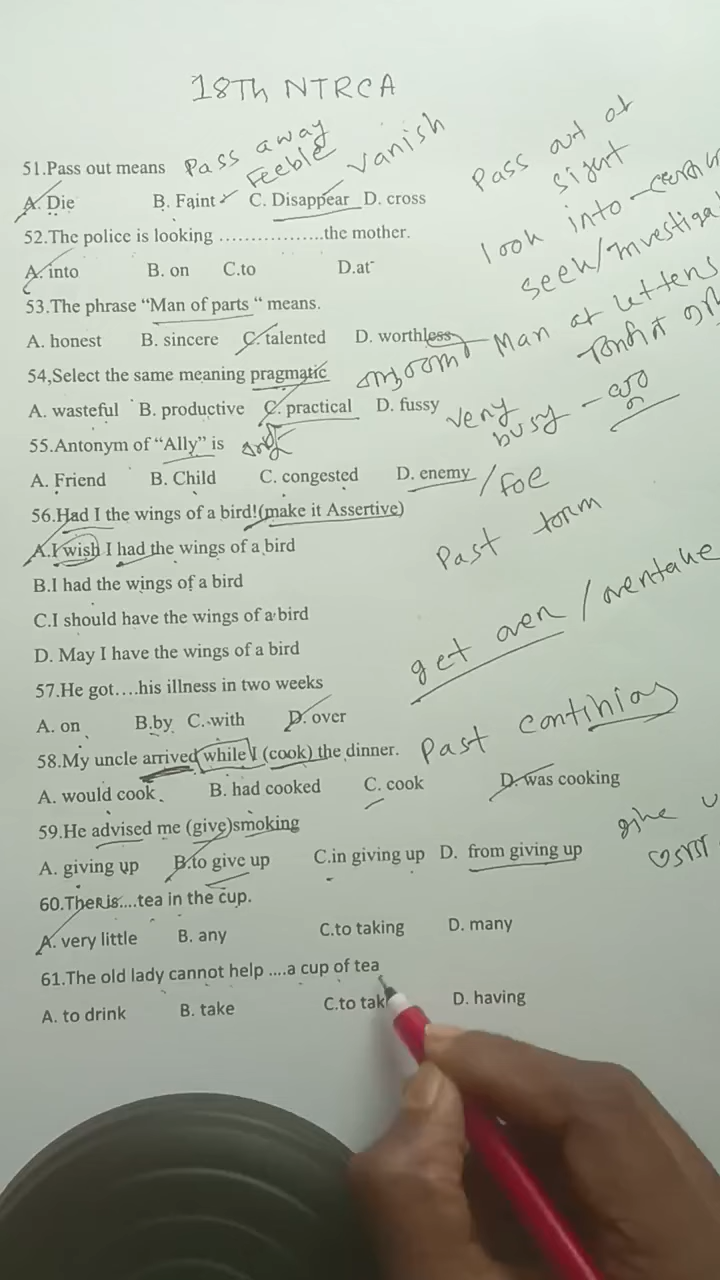 18Th NTRCA
51.Pass out means Pass away Feeble Vanish
A. Die B. Faint C. Disappear D. cross
Pass out of
sight
52.The police is looking ……………..the mother.
look into
seek/investiga
A. into B. on C.to D.at
53.The phrase “Man of parts “ means.
A. honest B. sincere C. talented D. worthless
Man of letters
54,Select the same meaning pragmatic
A. wasteful B. productive C. practical D. fussy
very
busy
55.Antonym of “Ally” is
A. Friend B. Child C. congested D. enemy /foe
56.Had I the wings of a bird!(make it Assertive)
A.I wish I had the wings of a bird
Past form
B.I had the wings of a bird
C.I should have the wings of a bird
D. May I have the wings of a bird
get over / overtake
57.He got….his illness in two weeks
A. on B.by C. with D. over
58.My uncle arrived while I (cook) the dinner. Past
A. would cook B. had cooked C. cook D. was cooking
59.He advised me (give)smoking
give u
A. giving up B.to give up C.in giving up D. from giving up
60.Ther is….tea in the cup.
A. very little B. any C.to taking D. many
61.The old lady cannot help ....a cup of tea
A. to drink B. take C.to tak D. having